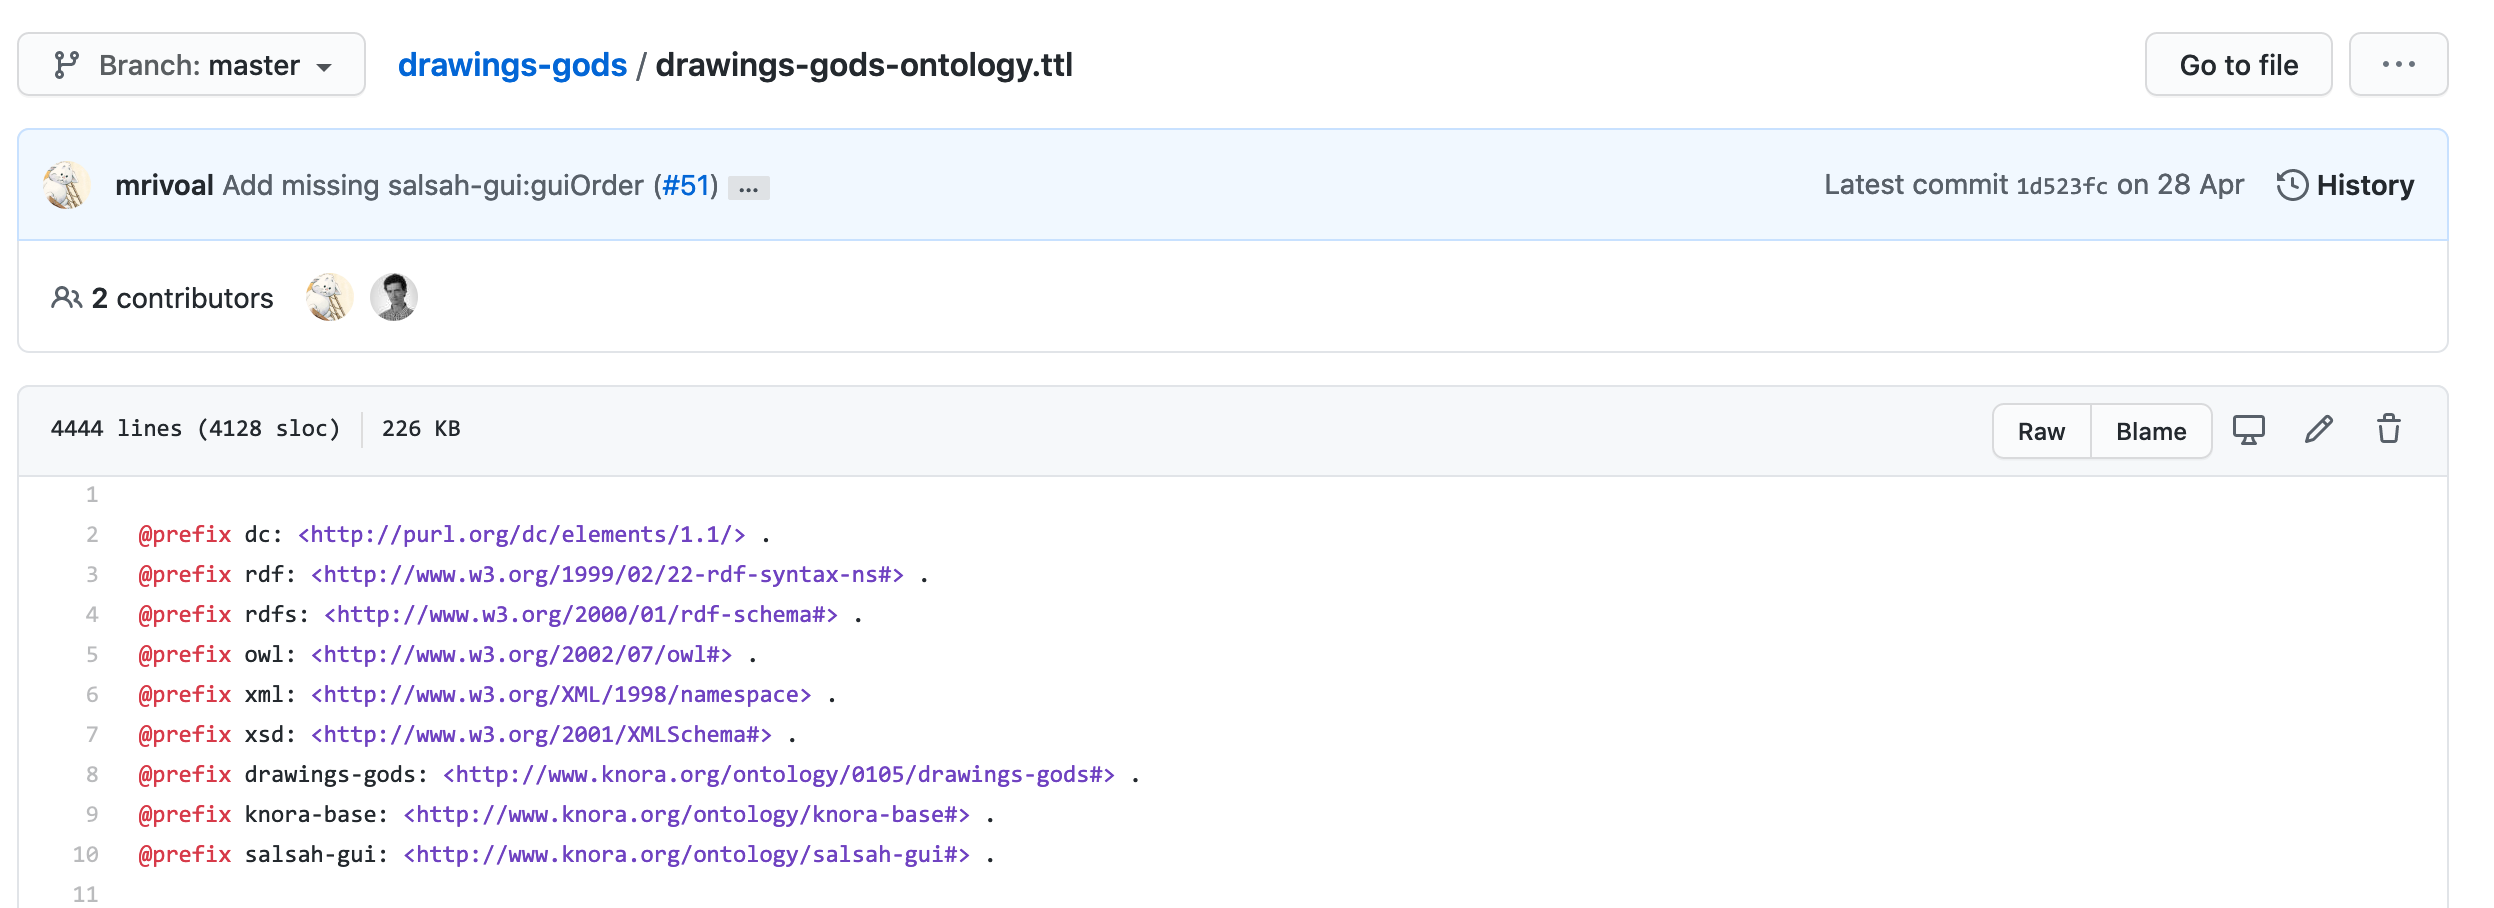 Branch: master drawings-gods / drawings-gods-ontology.ttl Go to file ...
mrivoal Add missing salsah-gui:guiOrder (#51) ... Latest commit 1d523fc on 28 Apr History
2 contributors
4444 lines (4128 sloc) 226 KB Raw Blame
1
2 @prefix dc: <http://purl.org/dc/elements/1.1/> .
3 @prefix rdf: <http://www.w3.org/1999/02/22-rdf-syntax-ns#> .
4 @prefix rdfs: <http://www.w3.org/2000/01/rdf-schema#> .
5 @prefix owl: <http://www.w3.org/2002/07/owl#> .
6 @prefix xml: <http://www.w3.org/XML/1998/namespace> .
7 @prefix xsd: <http://www.w3.org/2001/XMLSchema#> .
8 @prefix drawings-gods: <http://www.knora.org/ontology/0105/drawings-gods#> .
9 @prefix knora-base: <http://www.knora.org/ontology/knora-base#> .
10 @prefix salsah-gui: <http://www.knora.org/ontology/salsah-gui#> .
11